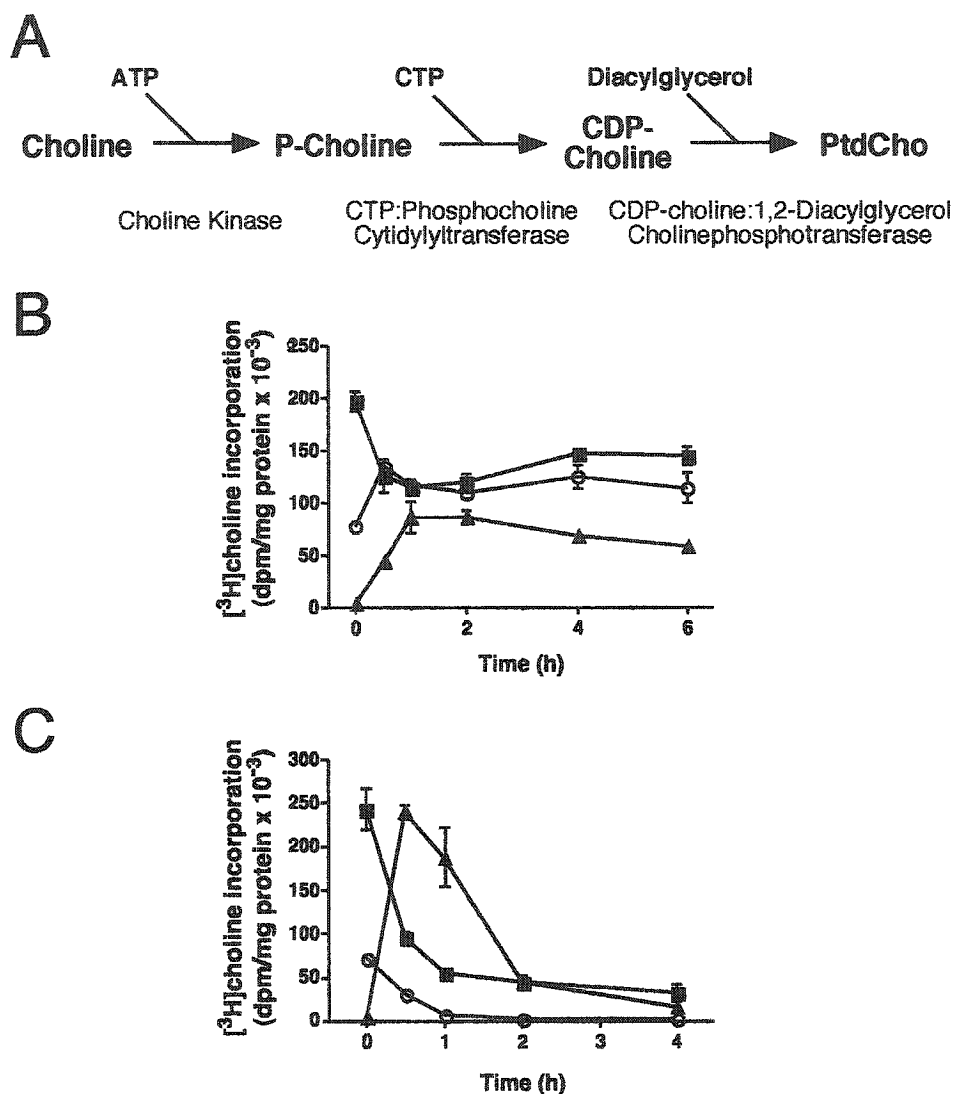 A
ATP
CTP
Diacylglycerol
Choline
P-Choline
CDP-
Choline
PtdCho
Choline Kinase
CTP:Phosphocholine
Cytidylyltransferase
CDP-choline:1,2-Diacylglycerol
Cholinephosphotransferase
B
[³H]choline incorporation
(dpm/mg protein x 10⁻³)
250
200
150
100
50
0
0
2
4
6
Time (h)
C
[³H]choline incorporation
(dpm/mg protein x 10⁻³)
300
250
200
150
100
50
0
0
1
2
3
4
Time (h)